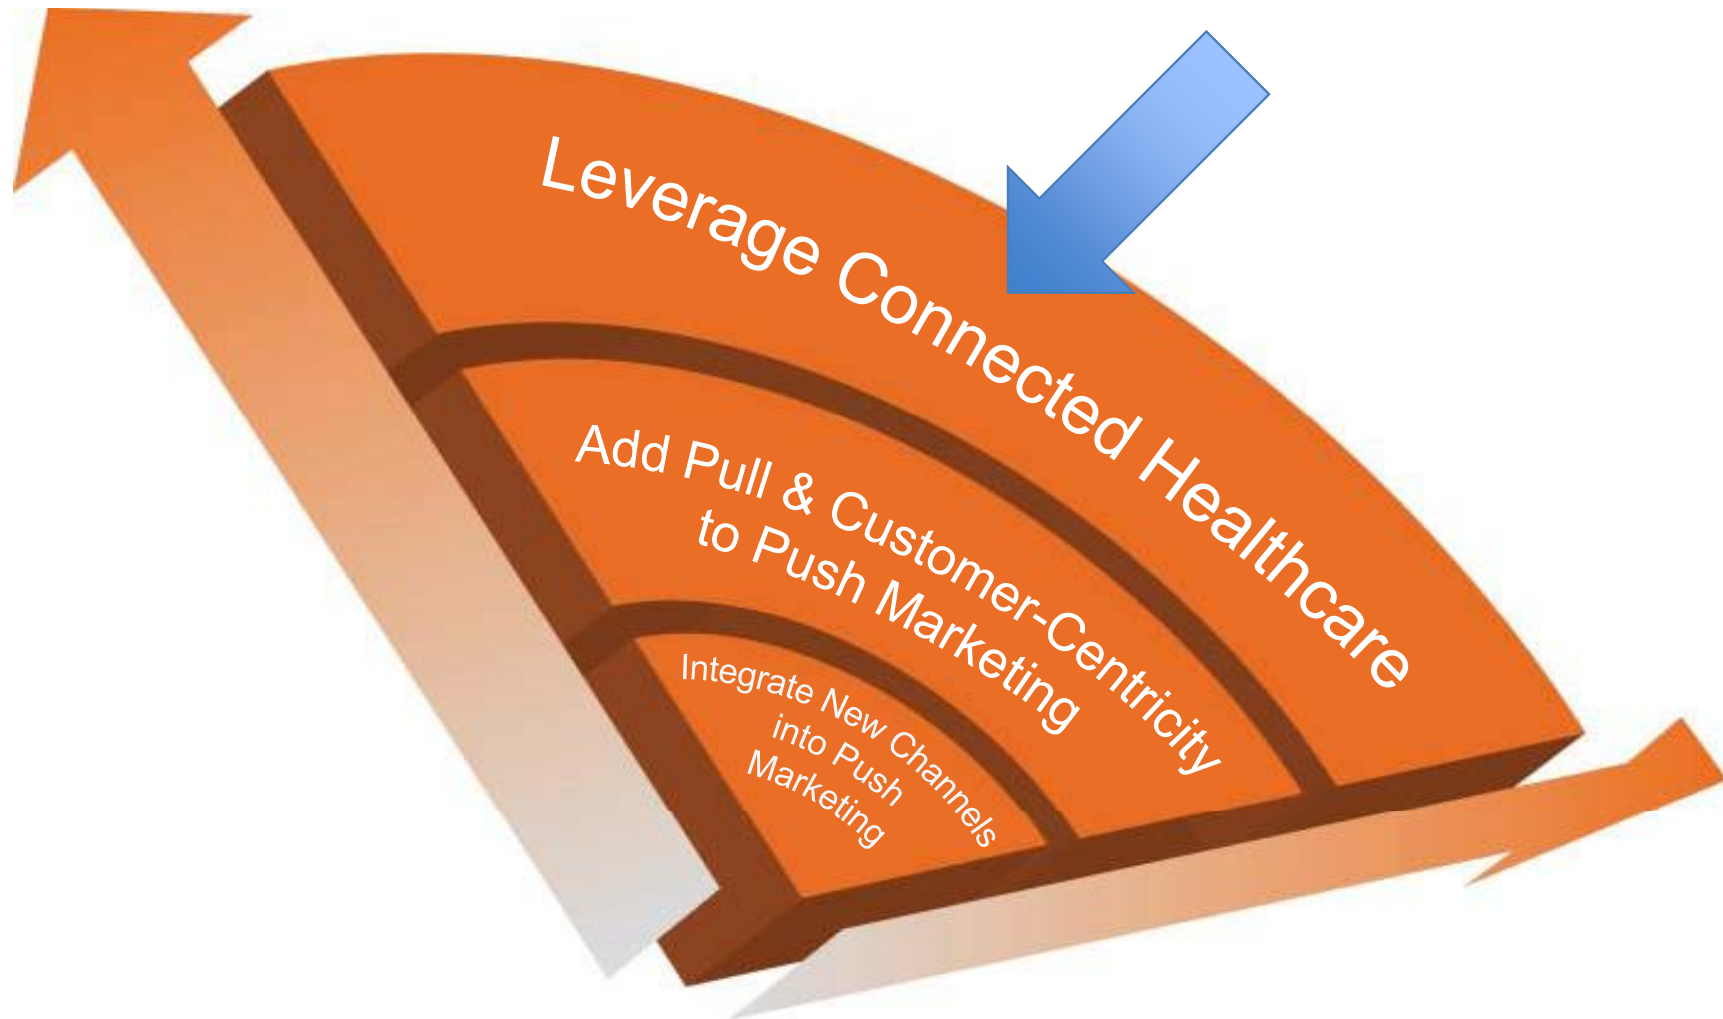 Leverage Connected Healthcare
Add Pull & Customer-Centricity
to Push Marketing
Integrate New Channels
into Push
Marketing